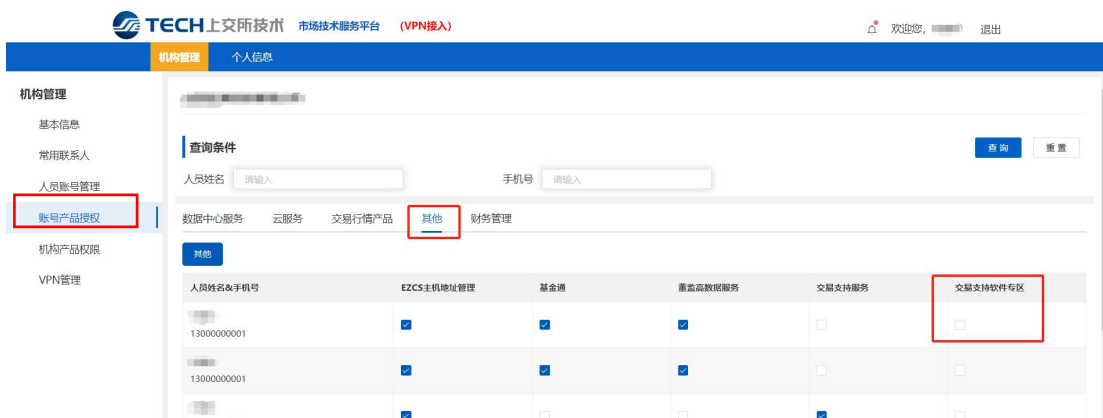 TECH上交所技术 市场技术服务平台 (VPN接入) 欢迎您, 退出
机构管理 个人信息
机构管理
基本信息
常用联系人
人员账号管理
账号产品授权
机构产品权限
VPN管理
查询条件 查询 重置
人员姓名 请输入 手机号 请输入
数据中心服务 云服务 交易行情产品 其他 财务管理
其他
人员姓名&手机号 EZCS主机地址管理 基金通 董监高数据服务 交易支持服务 交易支持软件专区
13000000001
13000000001